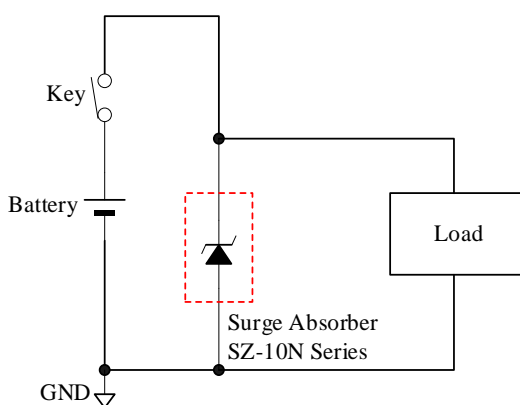 Key
Battery
Load
Surge Absorber
SZ-10N Series
GND